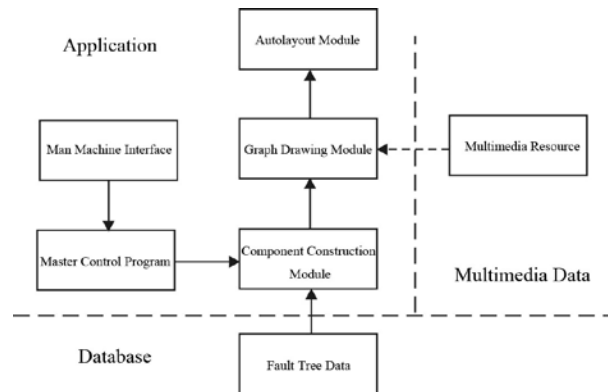 Application
Autolayout Module
Man Machine Interface
Graph Drawing Module
Multimedia Resource
Master Control Program
Component Construction
Module
Multimedia Data
Database
Fault Tree Data